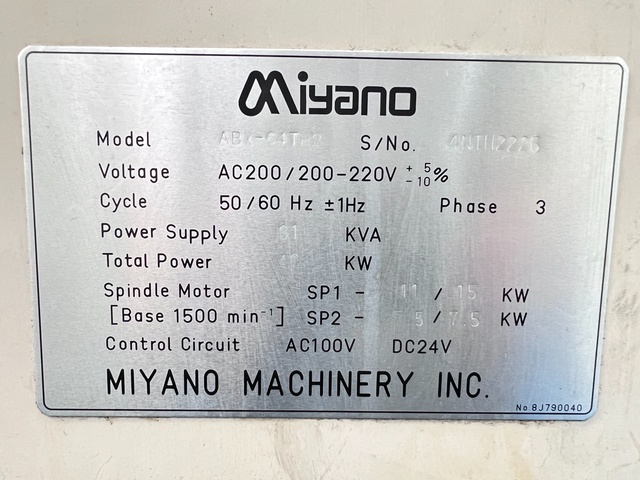 Miyano
Model S/No.
Voltage AC200/200-220V +5 -10%
Cycle 50/60 Hz ±1Hz Phase 3
Power Supply KVA
Total Power KW
Spindle Motor SP1 - 11 / 15 KW
[Base 1500 min⁻¹] SP2 - / 7.5 KW
Control Circuit AC100V DC24V
MIYANO MACHINERY INC.
No.8J790040